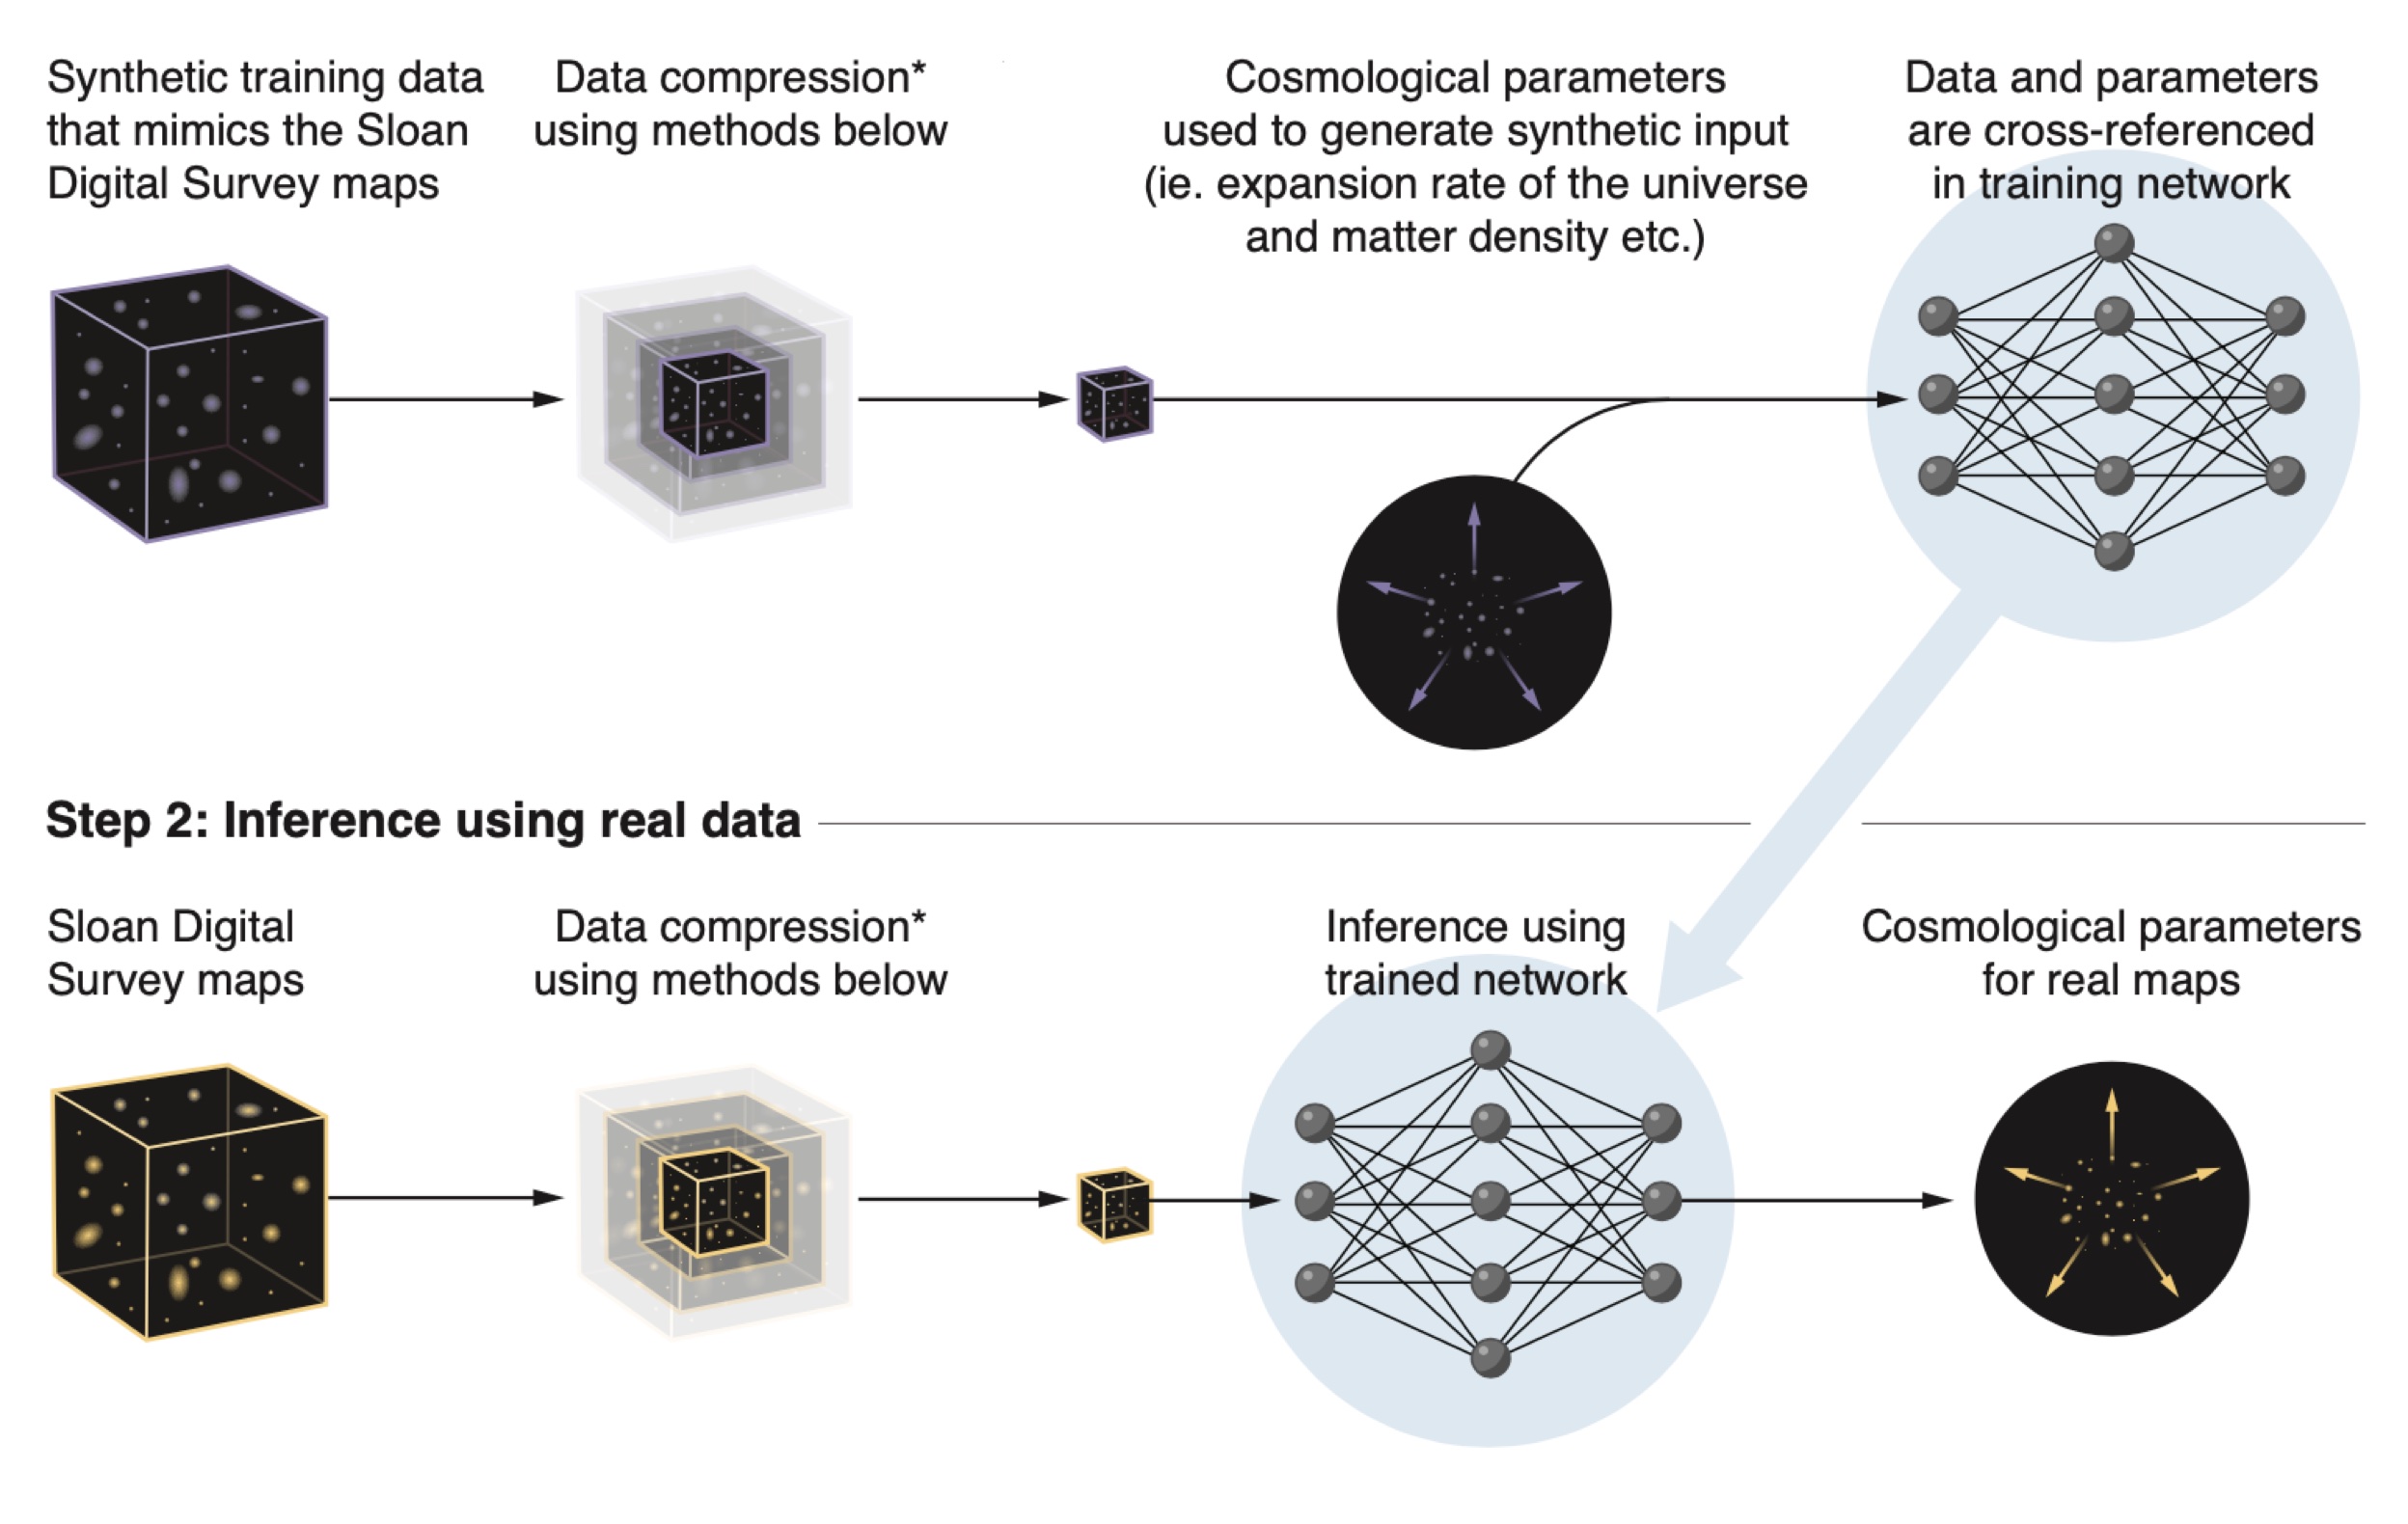 Synthetic training data
that mimics the Sloan
Digital Survey maps
Data compression*
using methods below
Cosmological parameters
used to generate synthetic input
(ie. expansion rate of the universe
and matter density etc.)
Data and parameters
are cross-referenced
in training network
Step 2: Inference using real data
Sloan Digital
Survey maps
Data compression*
using methods below
Inference using
trained network
Cosmological parameters
for real maps